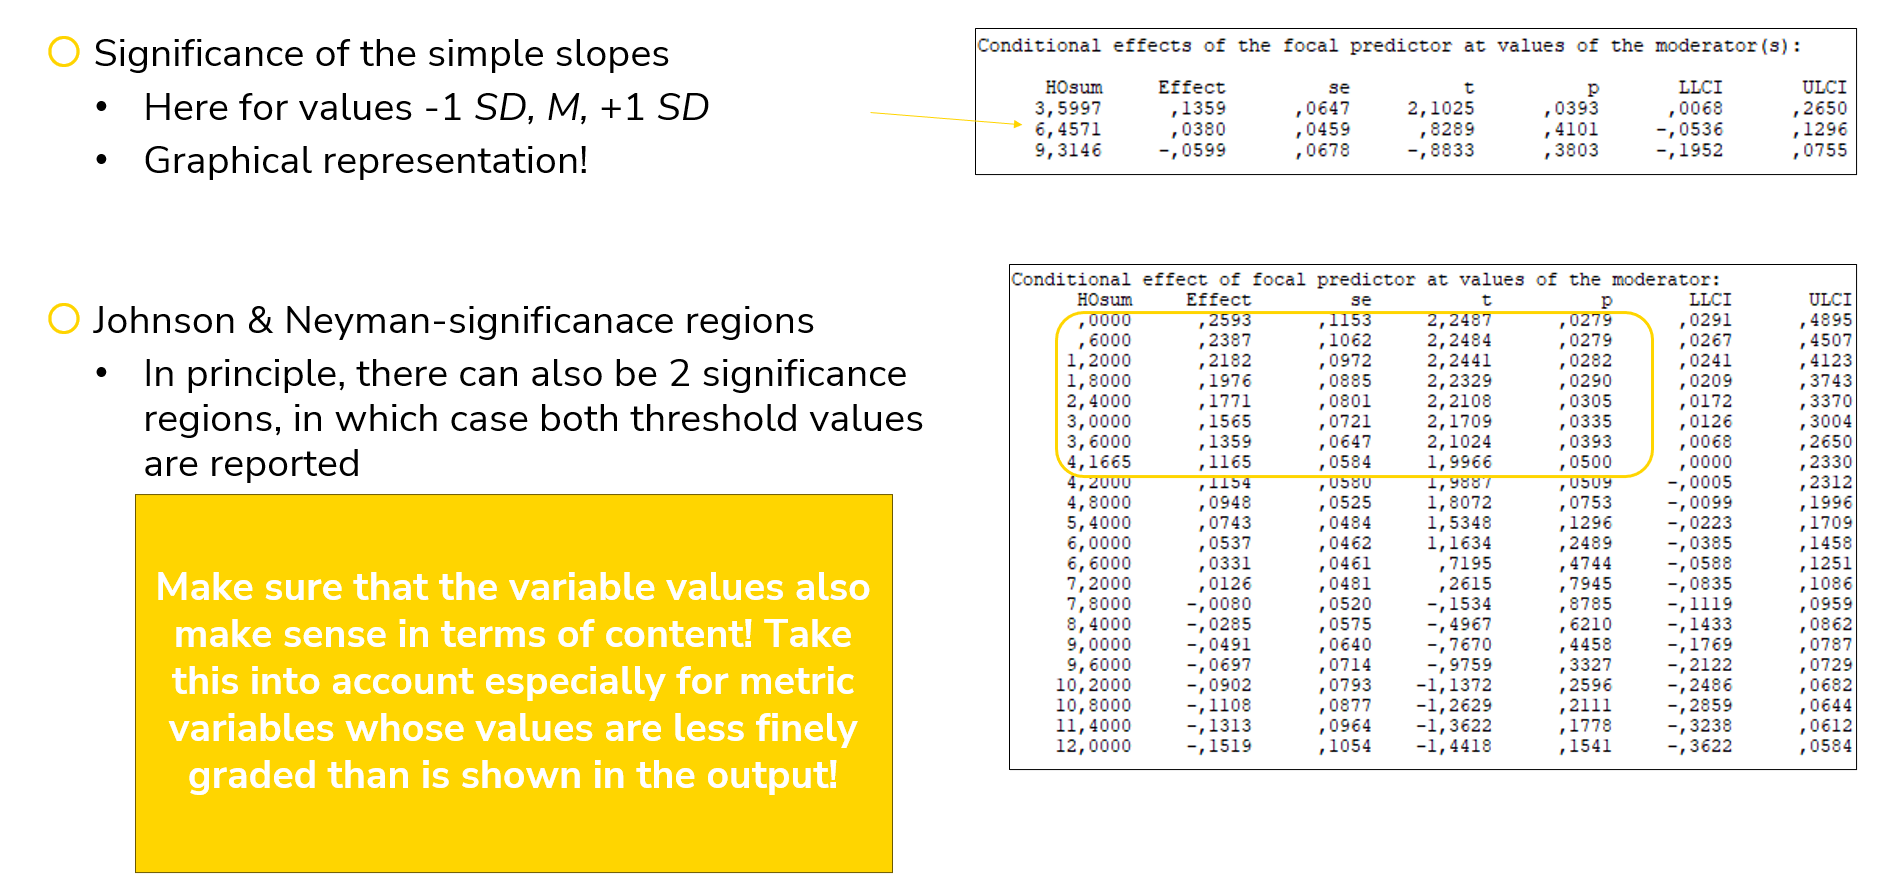 Significance of the simple slopes
• Here for values -1 SD, M, +1 SD
• Graphical representation!
Conditional effects of the focal predictor at values of the moderator(s):
HOsum Effect se t p LLCI ULCI
3,5997 ,1359 ,0647 2,1025 ,0393 ,0068 ,2650
6,4571 ,0380 ,0459 ,8289 ,4101 -,0536 ,1296
9,3146 -,0599 ,0678 -,8833 ,3803 -,1952 ,0755
Johnson & Neyman-significanace regions
• In principle, there can also be 2 significance
regions, in which case both threshold values
are reported
Make sure that the variable values also
make sense in terms of content! Take
this into account especially for metric
variables whose values are less finely
graded than is shown in the output!
Conditional effect of focal predictor at values of the moderator:
HOsum Effect se t p LLCI ULCI
,0000 ,2593 ,1153 2,2487 ,0279 ,0291 ,4895
,6000 ,2387 ,1062 2,2484 ,0279 ,0267 ,4507
1,2000 ,2182 ,0972 2,2441 ,0282 ,0241 ,4123
1,8000 ,1976 ,0885 2,2329 ,0290 ,0209 ,3743
2,4000 ,1771 ,0801 2,2108 ,0305 ,0172 ,3370
3,0000 ,1565 ,0721 2,1709 ,0335 ,0126 ,3004
3,6000 ,1359 ,0647 2,1024 ,0393 ,0068 ,2650
4,1665 ,1165 ,0584 1,9966 ,0500 ,0000 ,2330
4,2000 ,1154 ,0580 1,9887 ,0509 -,0005 ,2312
4,8000 ,0948 ,0525 1,8072 ,0753 -,0099 ,1996
5,4000 ,0743 ,0484 1,5348 ,1296 -,0223 ,1709
6,0000 ,0537 ,0462 1,1634 ,2489 -,0385 ,1458
6,6000 ,0331 ,0461 ,7195 ,4744 -,0588 ,1251
7,2000 ,0126 ,0481 ,2615 ,7945 -,0835 ,1086
7,8000 -,0080 ,0520 -,1534 ,8785 -,1119 ,0959
8,4000 -,0285 ,0575 -,4967 ,6210 -,1433 ,0862
9,0000 -,0491 ,0640 -,7670 ,4458 -,1769 ,0787
9,6000 -,0697 ,0714 -,9759 ,3327 -,2122 ,0729
10,2000 -,0902 ,0793 -1,1372 ,2596 -,2486 ,0682
10,8000 -,1108 ,0877 -1,2629 ,2111 -,2859 ,0644
11,4000 -,1313 ,0964 -1,3622 ,1778 -,3238 ,0612
12,0000 -,1519 ,1054 -1,4418 ,1541 -,3622 ,0584